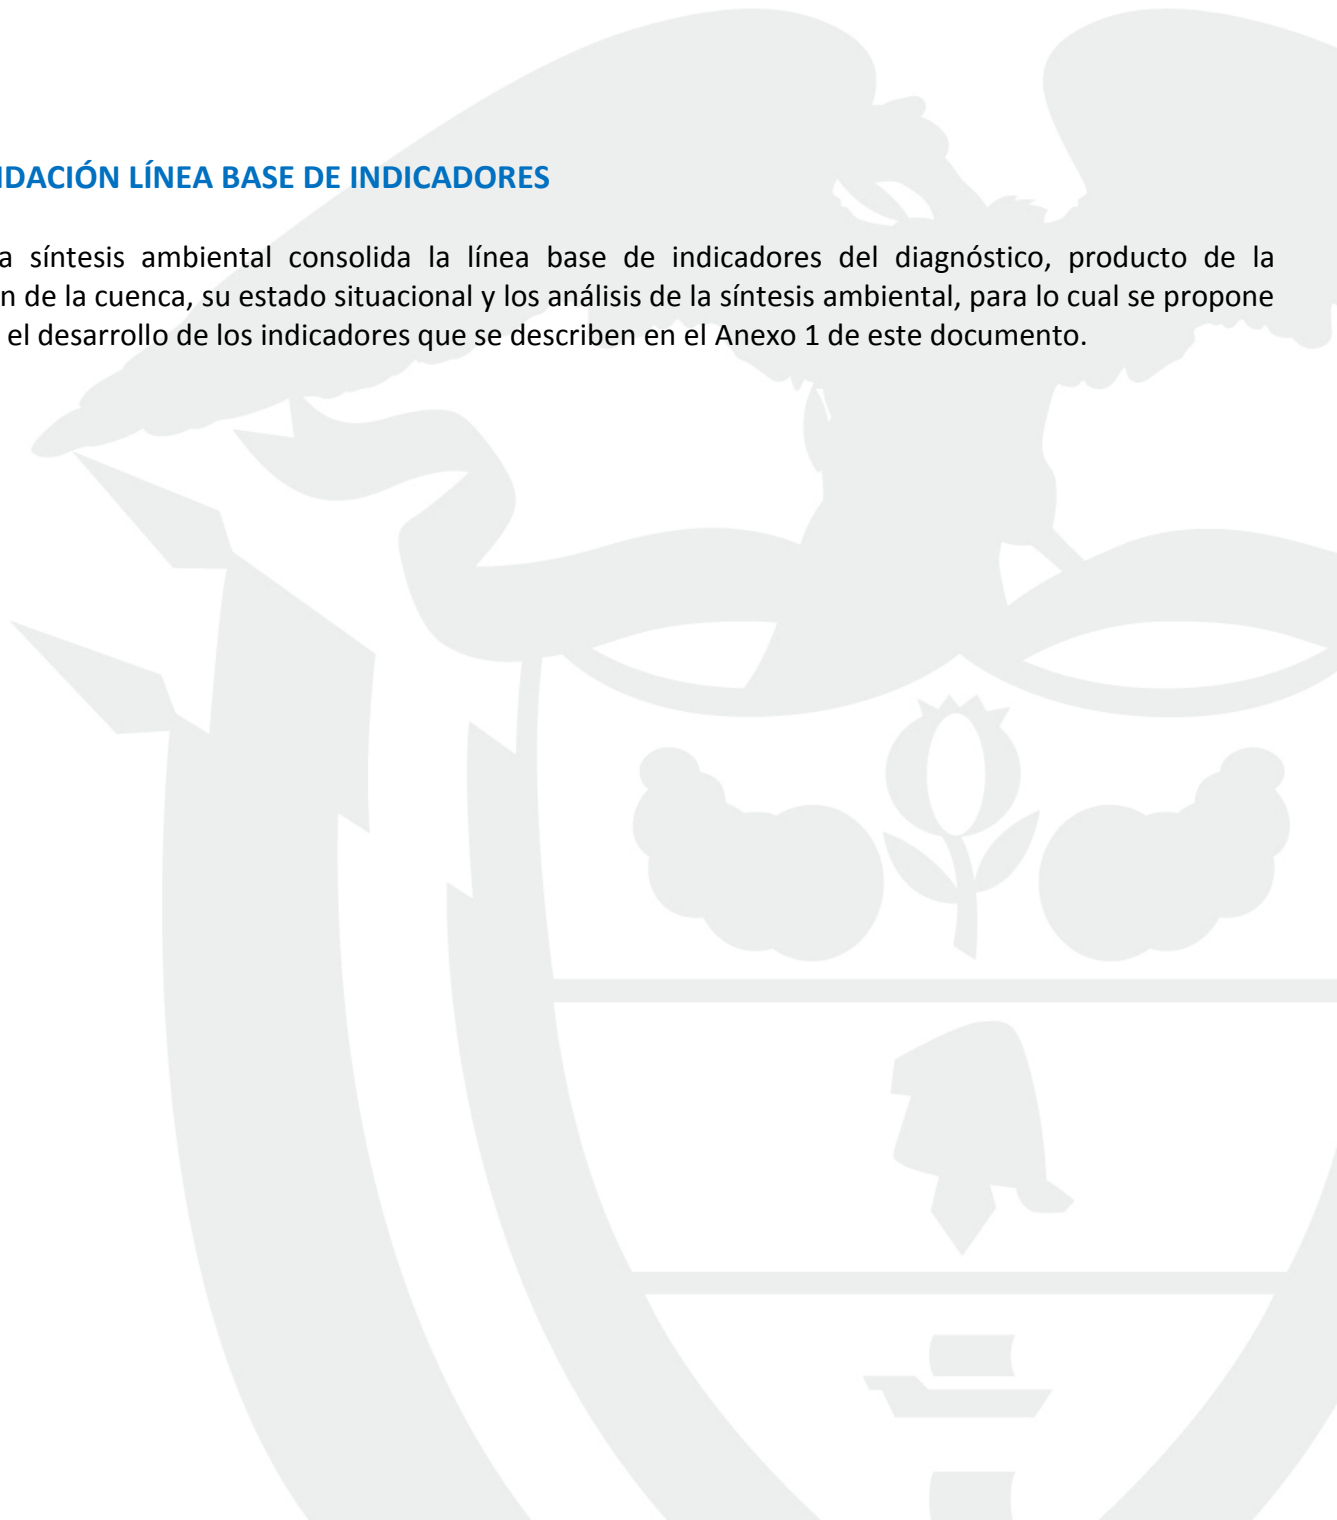 IDACIÓN LÍNEA BASE DE INDICADORES
a síntesis ambiental consolida la línea base de indicadores del diagnóstico, producto de la
n de la cuenca, su estado situacional y los análisis de la síntesis ambiental, para lo cual se propone
el desarrollo de los indicadores que se describen en el Anexo 1 de este documento.